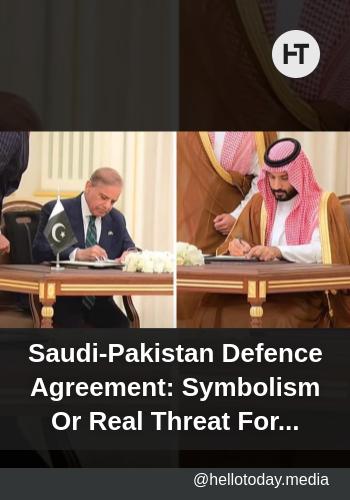 HT
Saudi-Pakistan Defence
Agreement: Symbolism
Or Real Threat For...
@hellotoday.media